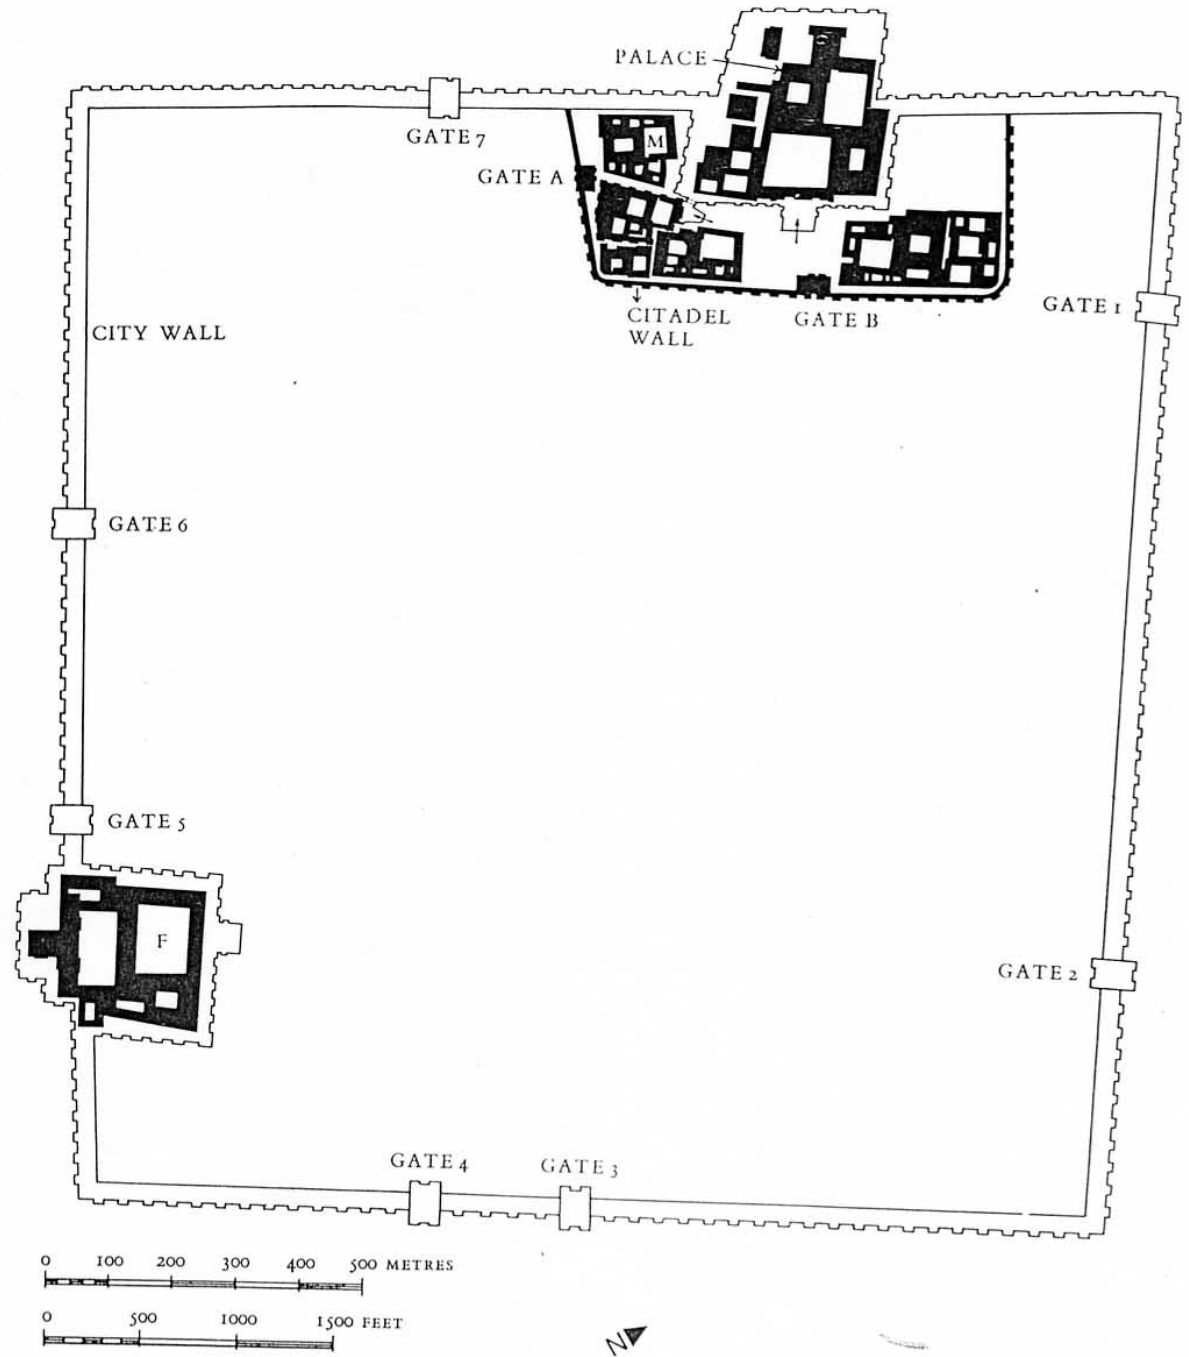 PALACE
GATE 7
M
GATE A
GATE 1
CITADEL
WALL
GATE B
CITY WALL
GATE 6
GATE 5
F
GATE 2
GATE 4
GATE 3
0 100 200 300 400 500 METRES
0 500 1000 1500 FEET
N